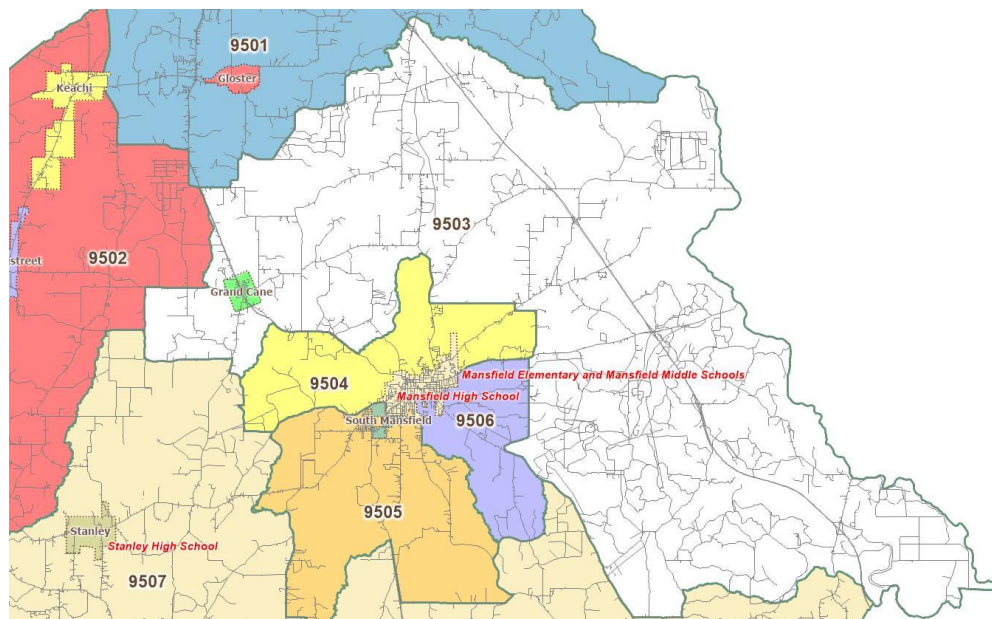 9501
Gloster
Keachi
9503
9502
street
Grand Cane
Mansfield Elementary and Mansfield Middle Schools
9504
Mansfield High School
South Mansfield
9506
9505
Stanley
Stanley High School
9507